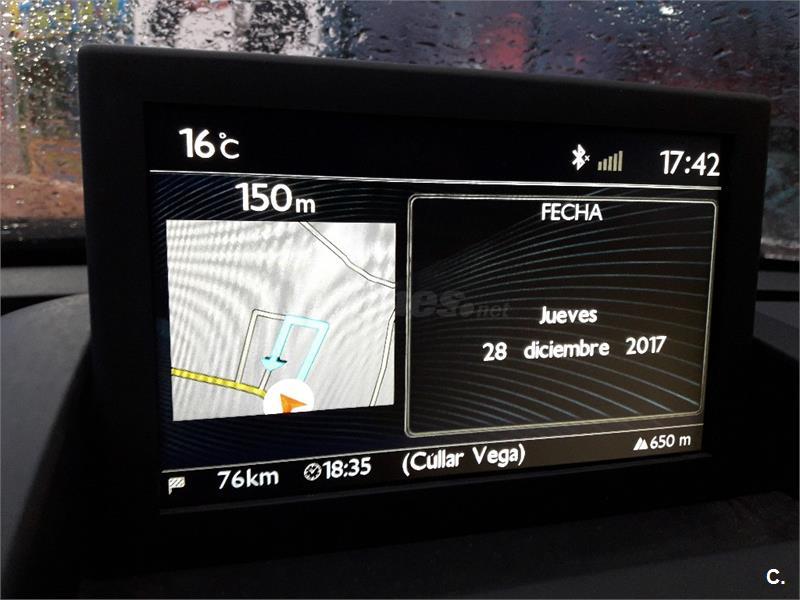 16°C
17:42
150m
FECHA
Jueves
28 diciembre 2017
76km
18:35
(Cúllar Vega)
650 m
C.